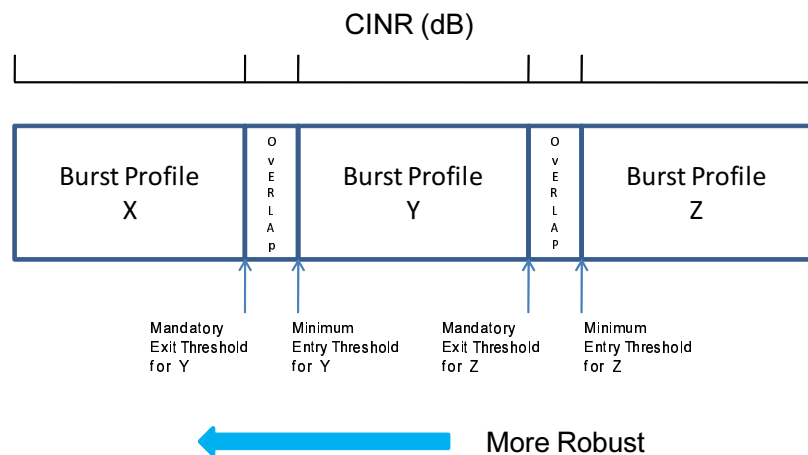 CINR (dB)
Burst Profile
X
OvERLAp
Burst Profile
Y
OvERLAP
Burst Profile
Z
Mandatory
Exit Threshold
for Y
Minimum
Entry Threshold
for Y
Mandatory
Exit Threshold
for Z
Minimum
Entry Threshold
for Z
More Robust